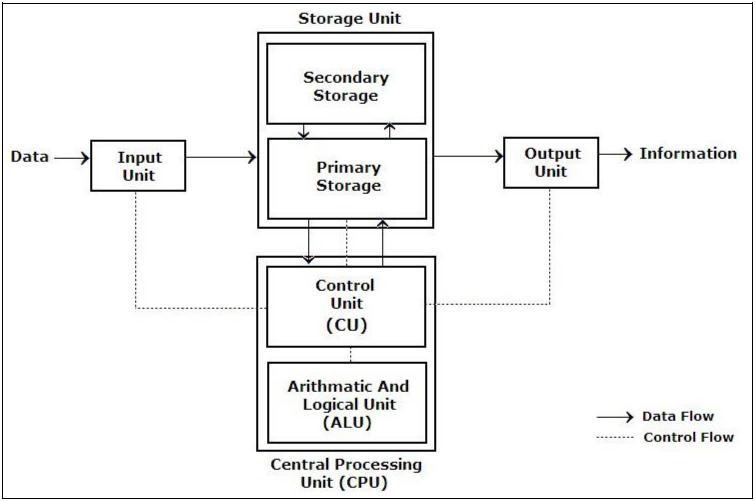 Storage Unit
Secondary
Storage
Data
Input
Unit
Primary
Storage
Output
Unit
Information
Control
Unit
(CU)
Arithmatic And
Logical Unit
(ALU)
Data Flow
Control Flow
Central Processing
Unit (CPU)